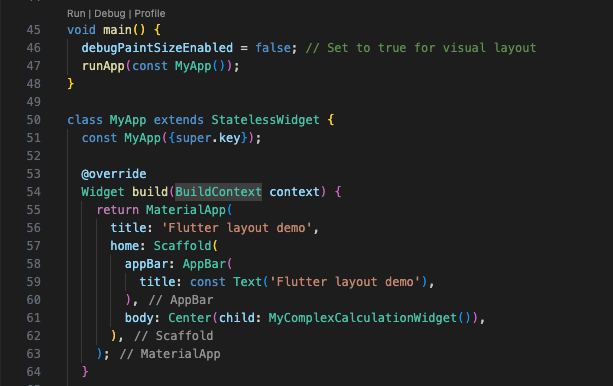 Run | Debug | Profile
45 void main() {
46   debugPaintSizeEnabled = false; // Set to true for visual layout
47   runApp(const MyApp());
48 }
49
50 class MyApp extends StatelessWidget {
51   const MyApp({super.key});
52
53   @override
54   Widget build(BuildContext context) {
55     return MaterialApp(
56       title: 'Flutter layout demo',
57       home: Scaffold(
58         appBar: AppBar(
59           title: const Text('Flutter layout demo'),
60         ), // AppBar
61         body: Center(child: MyComplexCalculationWidget()),
62       ), // Scaffold
63     ); // MaterialApp
64   }